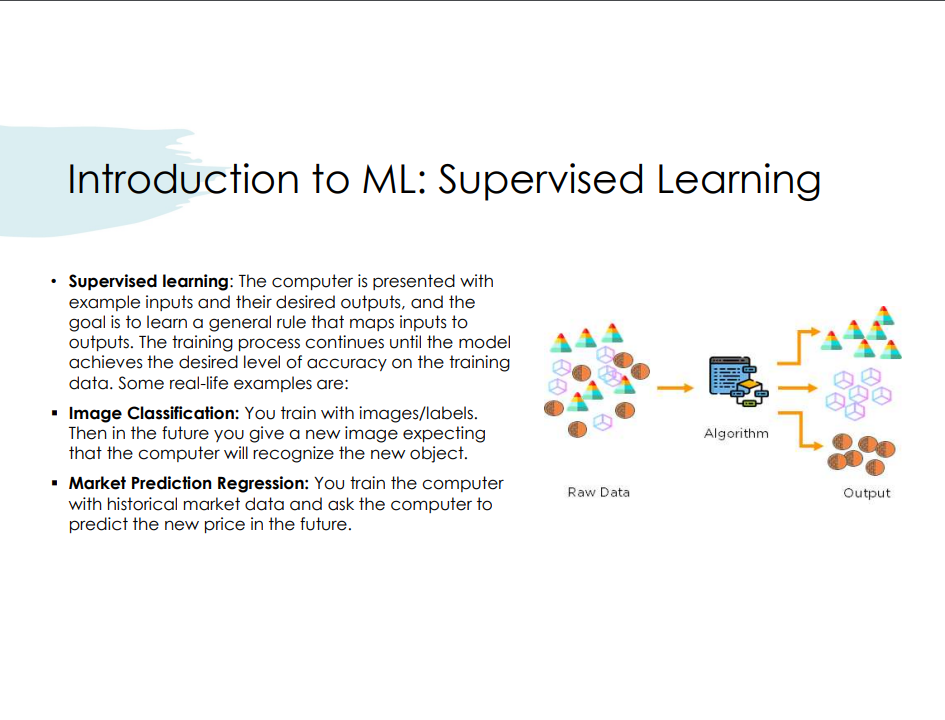 Introduction to ML: Supervised Learning
• Supervised learning: The computer is presented with
example inputs and their desired outputs, and the
goal is to learn a general rule that maps inputs to
outputs. The training process continues until the model
achieves the desired level of accuracy on the training
data. Some real-life examples are:
▪ Image Classification: You train with images/labels.
Then in the future you give a new image expecting
that the computer will recognize the new object.
▪ Market Prediction Regression: You train the computer
with historical market data and ask the computer to
predict the new price in the future.
Raw Data
Algorithm
Output